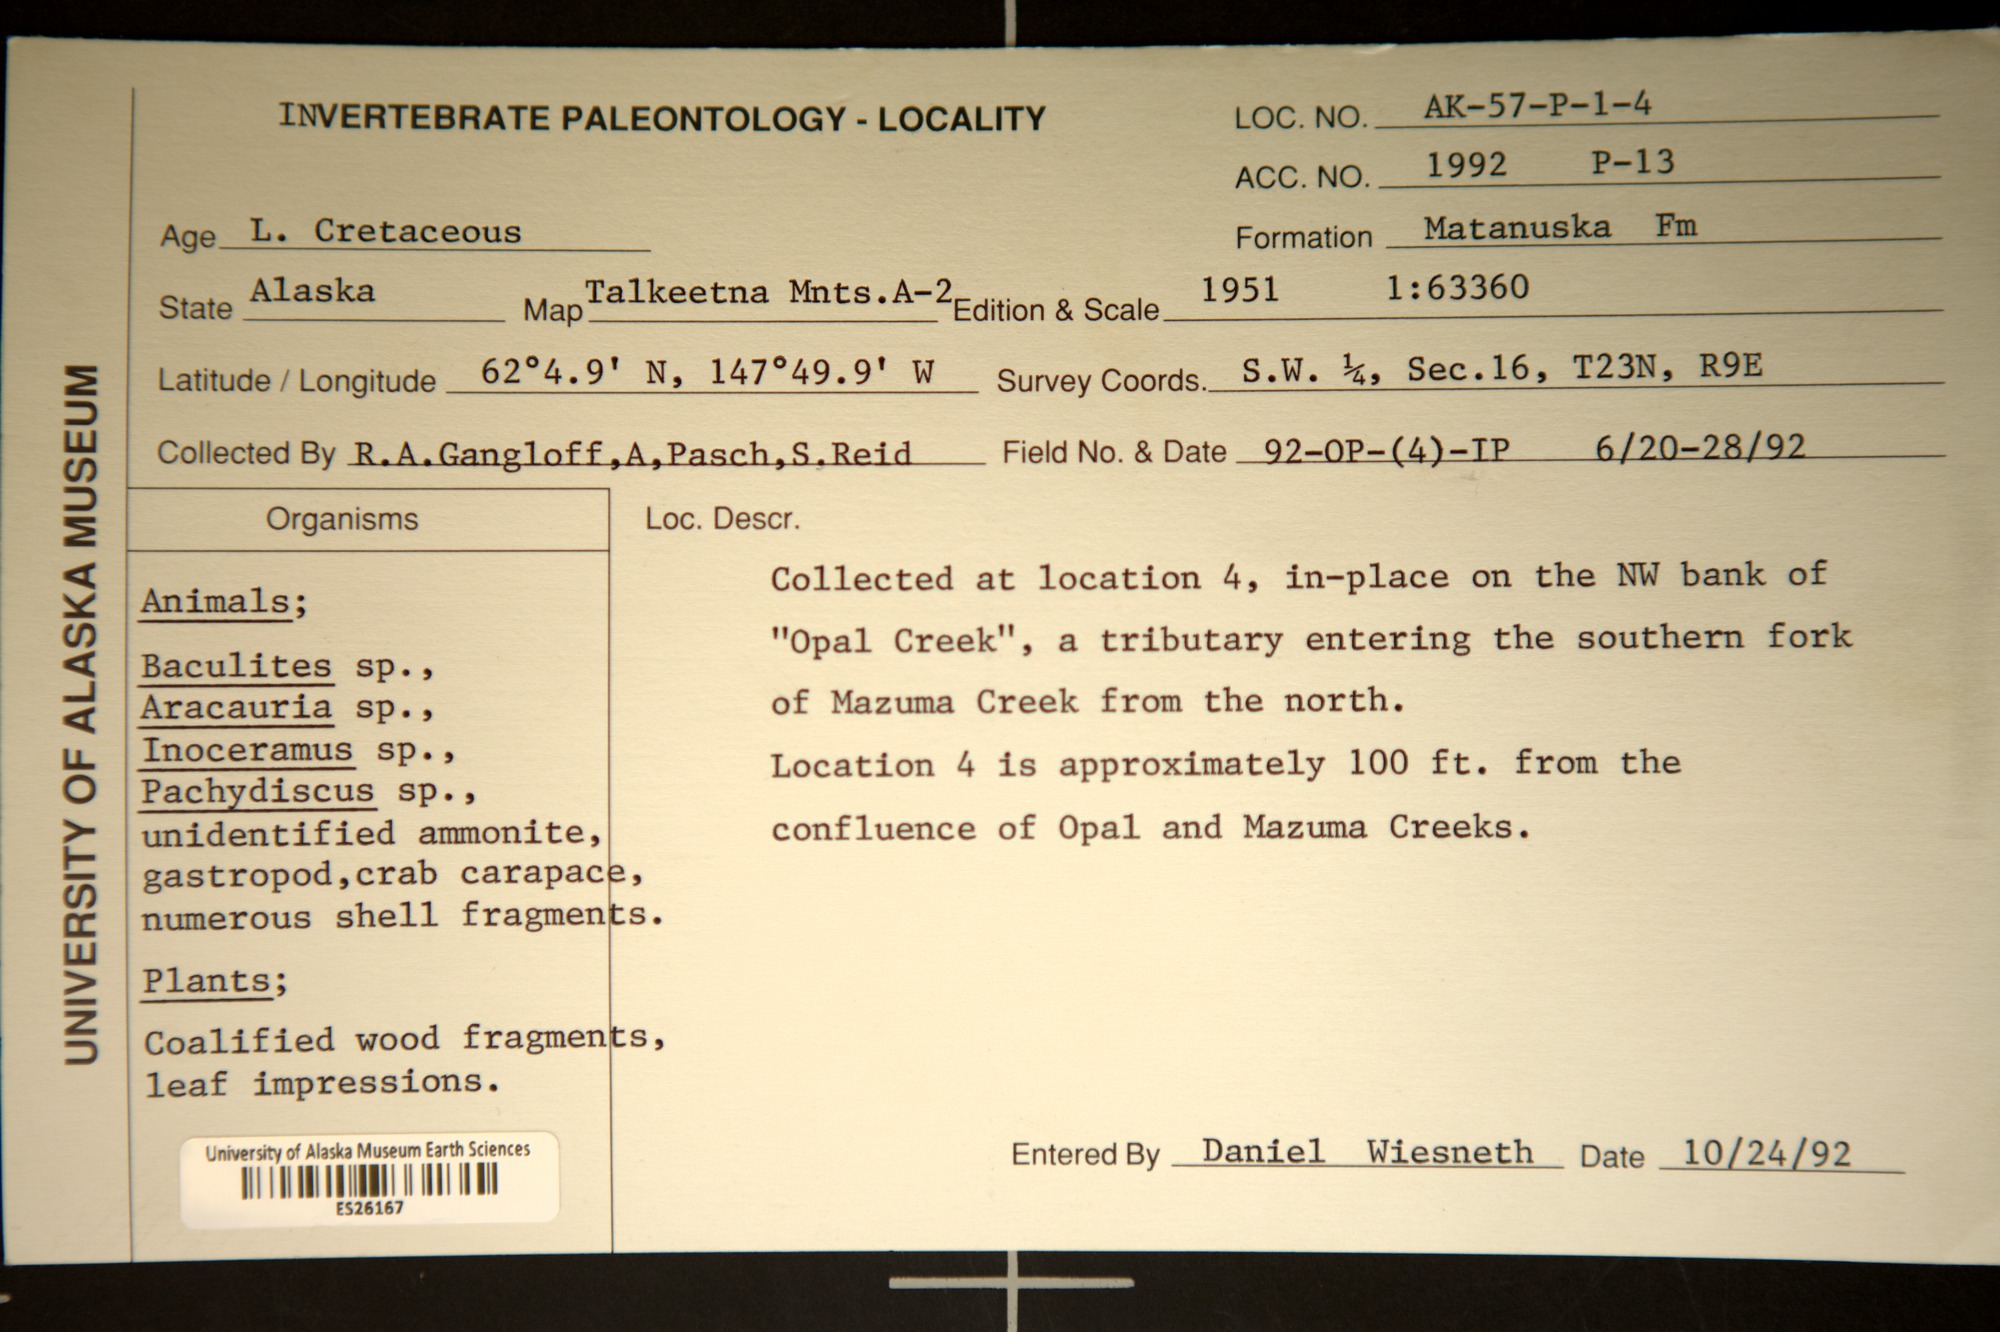 UNIVERSITY OF ALASKA MUSEUM
INVERTEBRATE PALEONTOLOGY - LOCALITY
LOC. NO. AK-57-P-1-4
ACC. NO. 1992 P-13
Age L. Cretaceous
Formation Matanuska Fm
State Alaska Map Talkeetna Mnts.A-2 Edition & Scale 1951 1:63360
Latitude / Longitude 62°4.9' N, 147°49.9' W Survey Coords. S.W. ¼, Sec.16, T23N, R9E
Collected By R.A.Gangloff,A,Pasch,S.Reid Field No. & Date 92-OP-(4)-IP 6/20-28/92
Organisms
Animals;
Baculites sp.,
Aracauria sp.,
Inoceramus sp.,
Pachydiscus sp.,
unidentified ammonite,
gastropod,crab carapace,
numerous shell fragments.
Plants;
Coalified wood fragments,
leaf impressions.
Loc. Descr.
Collected at location 4, in-place on the NW bank of
"Opal Creek", a tributary entering the southern fork
of Mazuma Creek from the north.
Location 4 is approximately 100 ft. from the
confluence of Opal and Mazuma Creeks.
University of Alaska Museum Earth Sciences
ES26167
Entered By Daniel Wiesneth Date 10/24/92